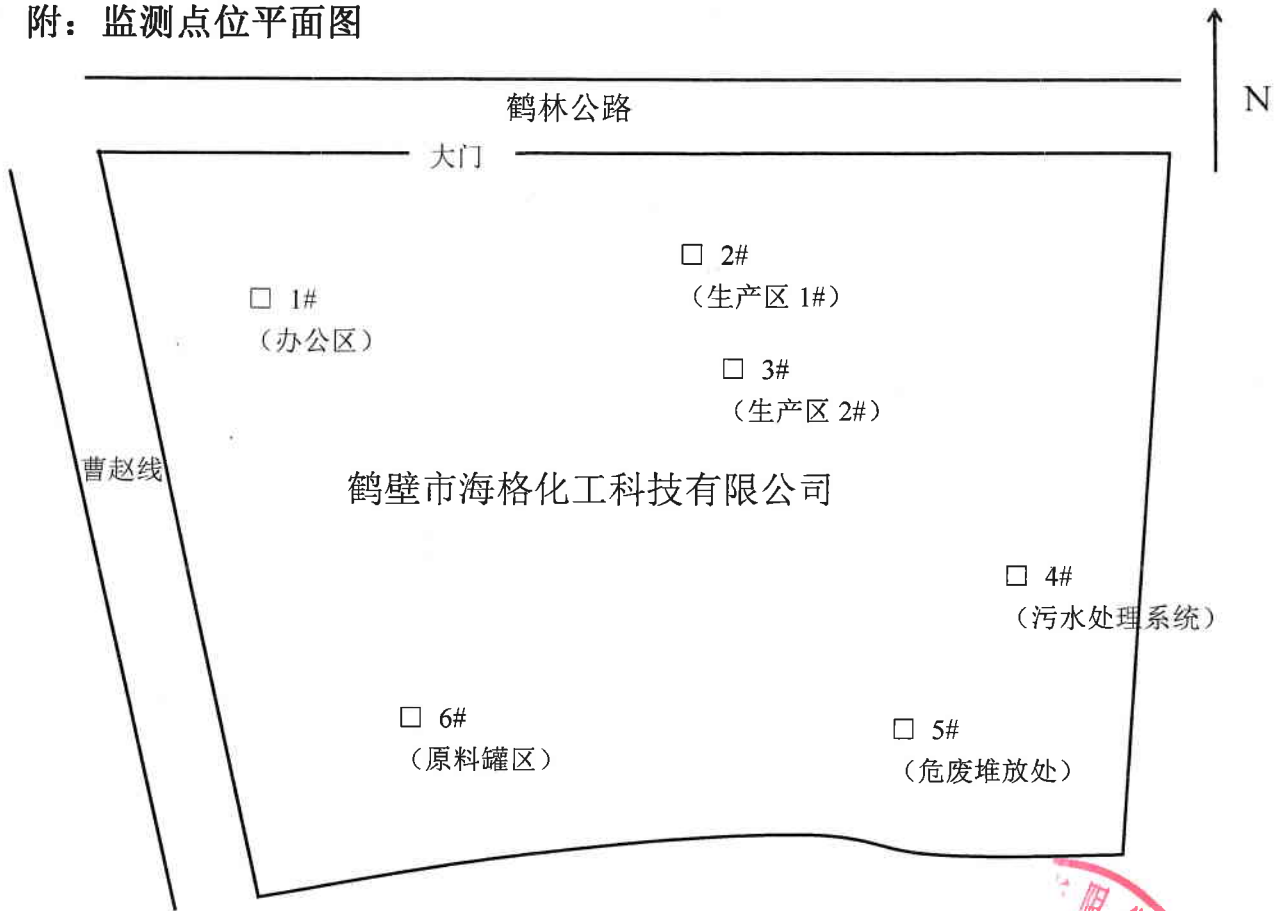 附：监测点位平面图
N
鹤林公路
大门
□ 2#
（生产区 1#）
□ 1#
（办公区）
□ 3#
（生产区 2#）
曹赵线
鹤壁市海格化工科技有限公司
□ 4#
（污水处理系统）
□ 6#
（原料罐区）
□ 5#
（危废堆放处）
限